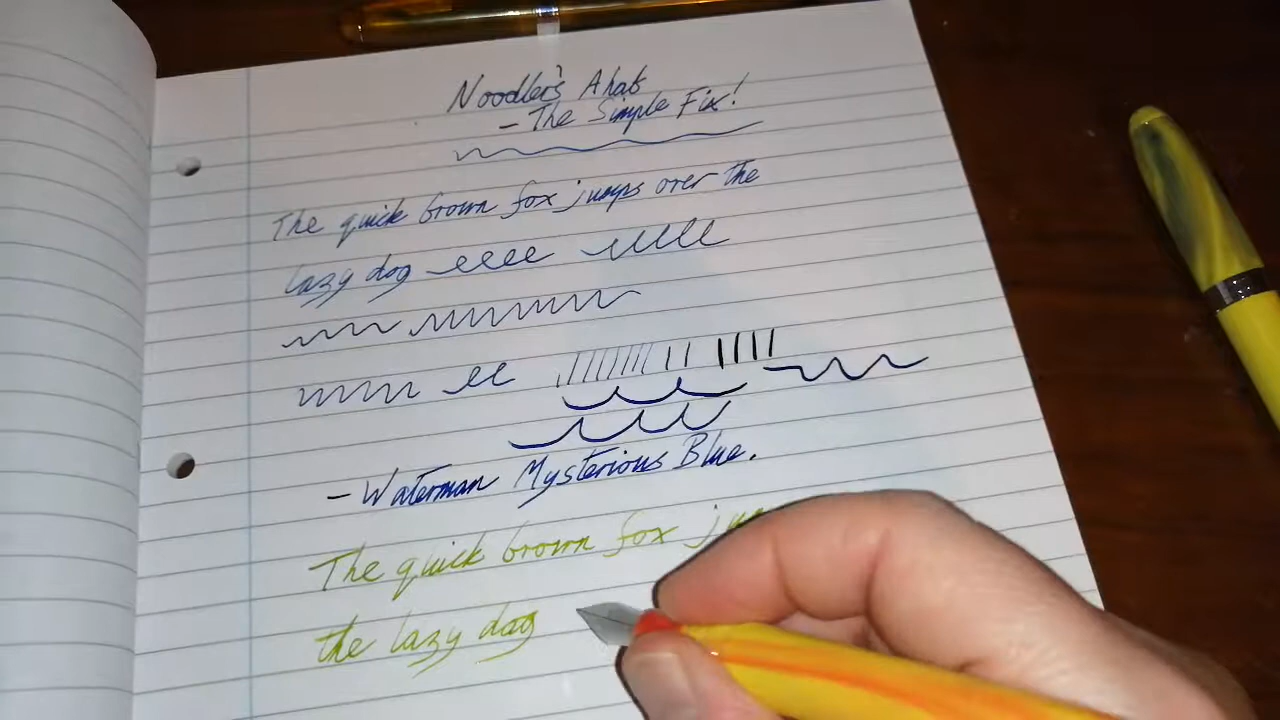 Noodler's Ahab
- The Simple Fix!
The quick brown fox jumps over the
lazy dog
- Waterman Mysterious Blue.
The quick brown fox
the lazy dog